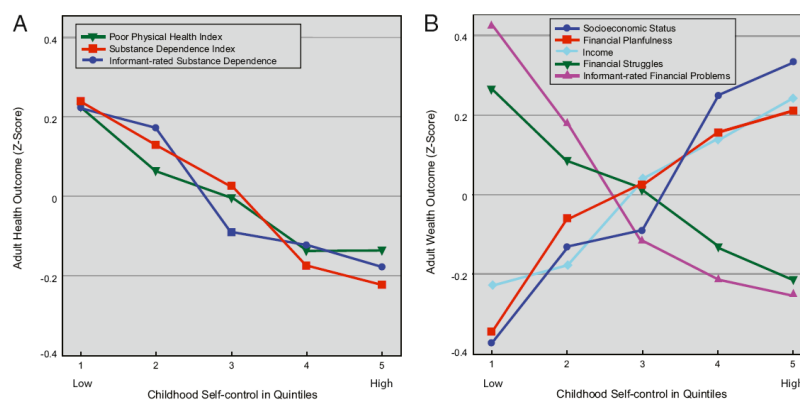 A
Poor Physical Health Index
Substance Dependence Index
Informant-rated Substance Dependence
0.4
0.2
0
-0.2
-0.4
Adult Health Outcome (Z-Score)
1 2 3 4 5
Low High
Childhood Self-control in Quintiles
B
Socioeconomic Status
Financial Planfulness
Income
Financial Struggles
Informant-rated Financial Problems
0.4
0.2
0
-0.2
-0.4
Adult Wealth Outcome (Z-Score)
1 2 3 4 5
Low High
Childhood Self-control in Quintiles